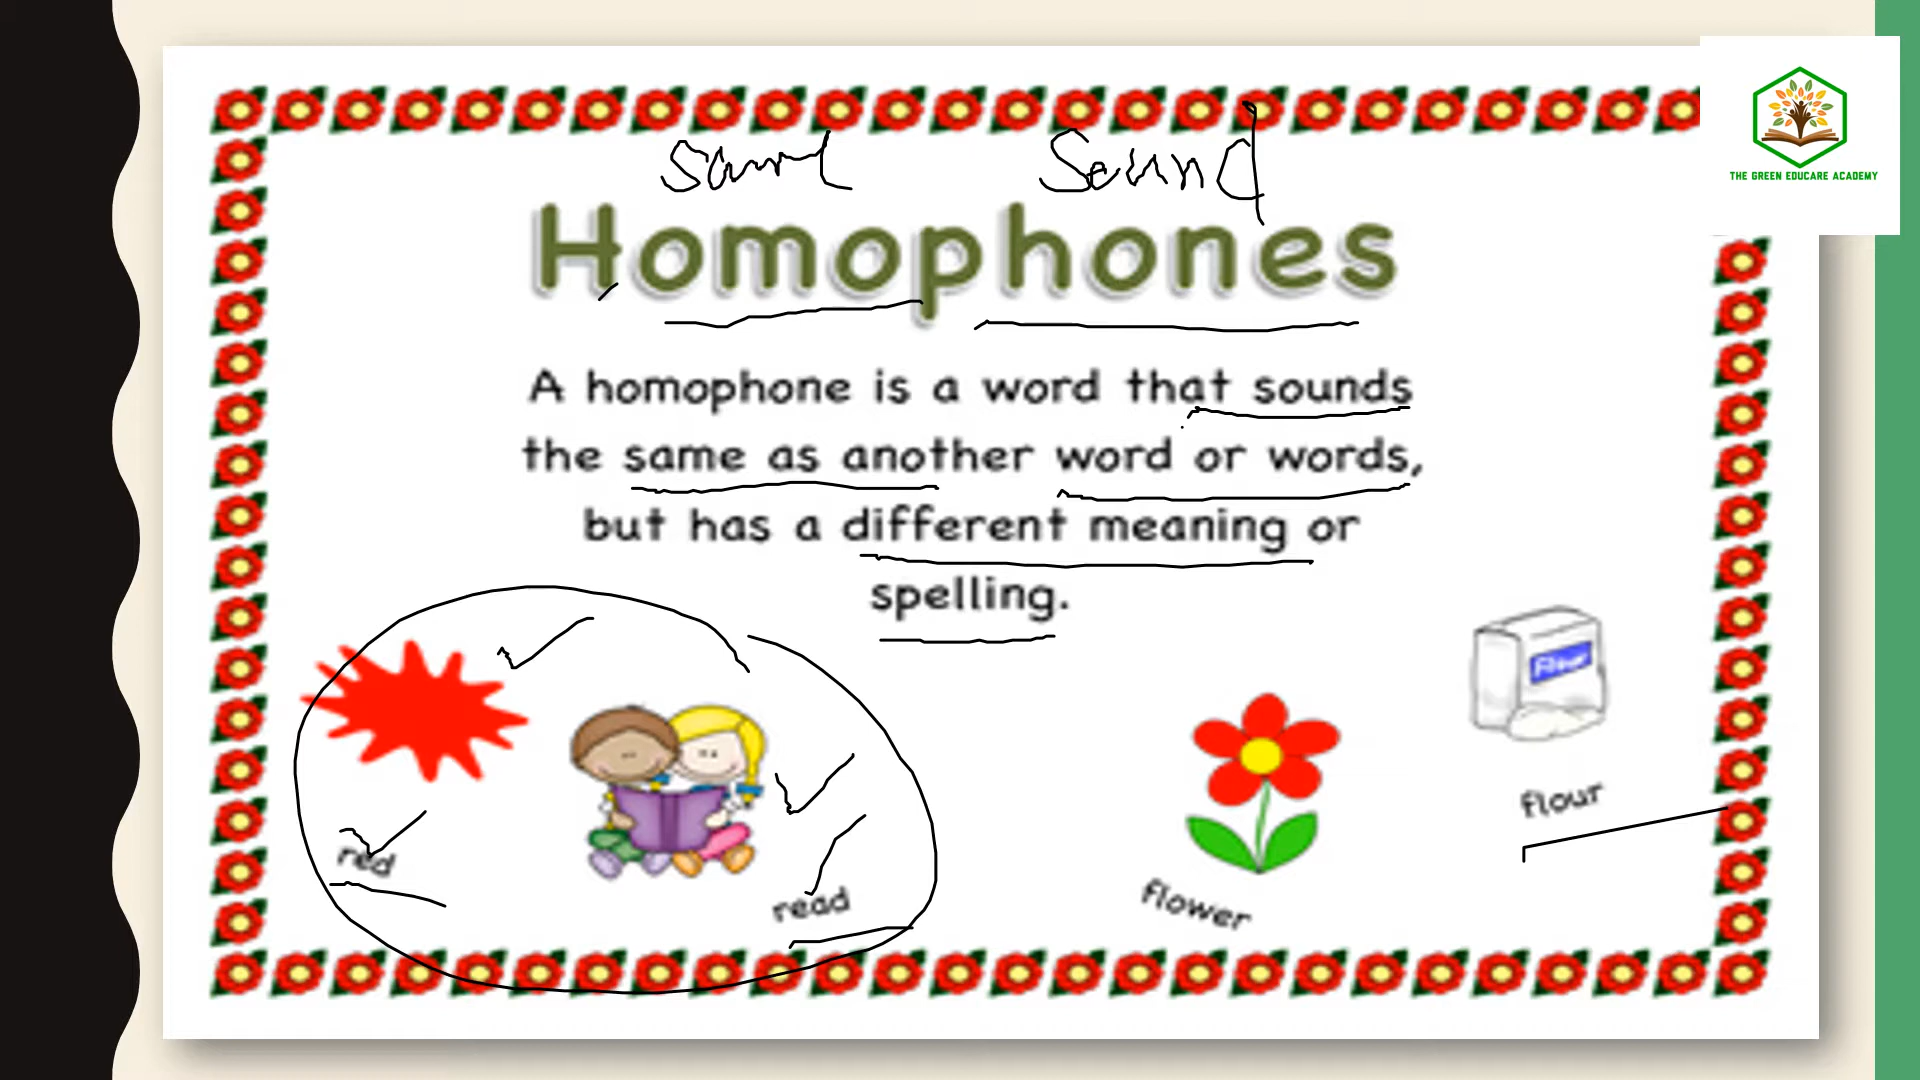 THE GREEN EDUCARE ACADEMY
same Sound
Homophones
A homophone is a word that sounds
the same as another word or words,
but has a different meaning or
spelling.
Flour
flour
red
read
flower